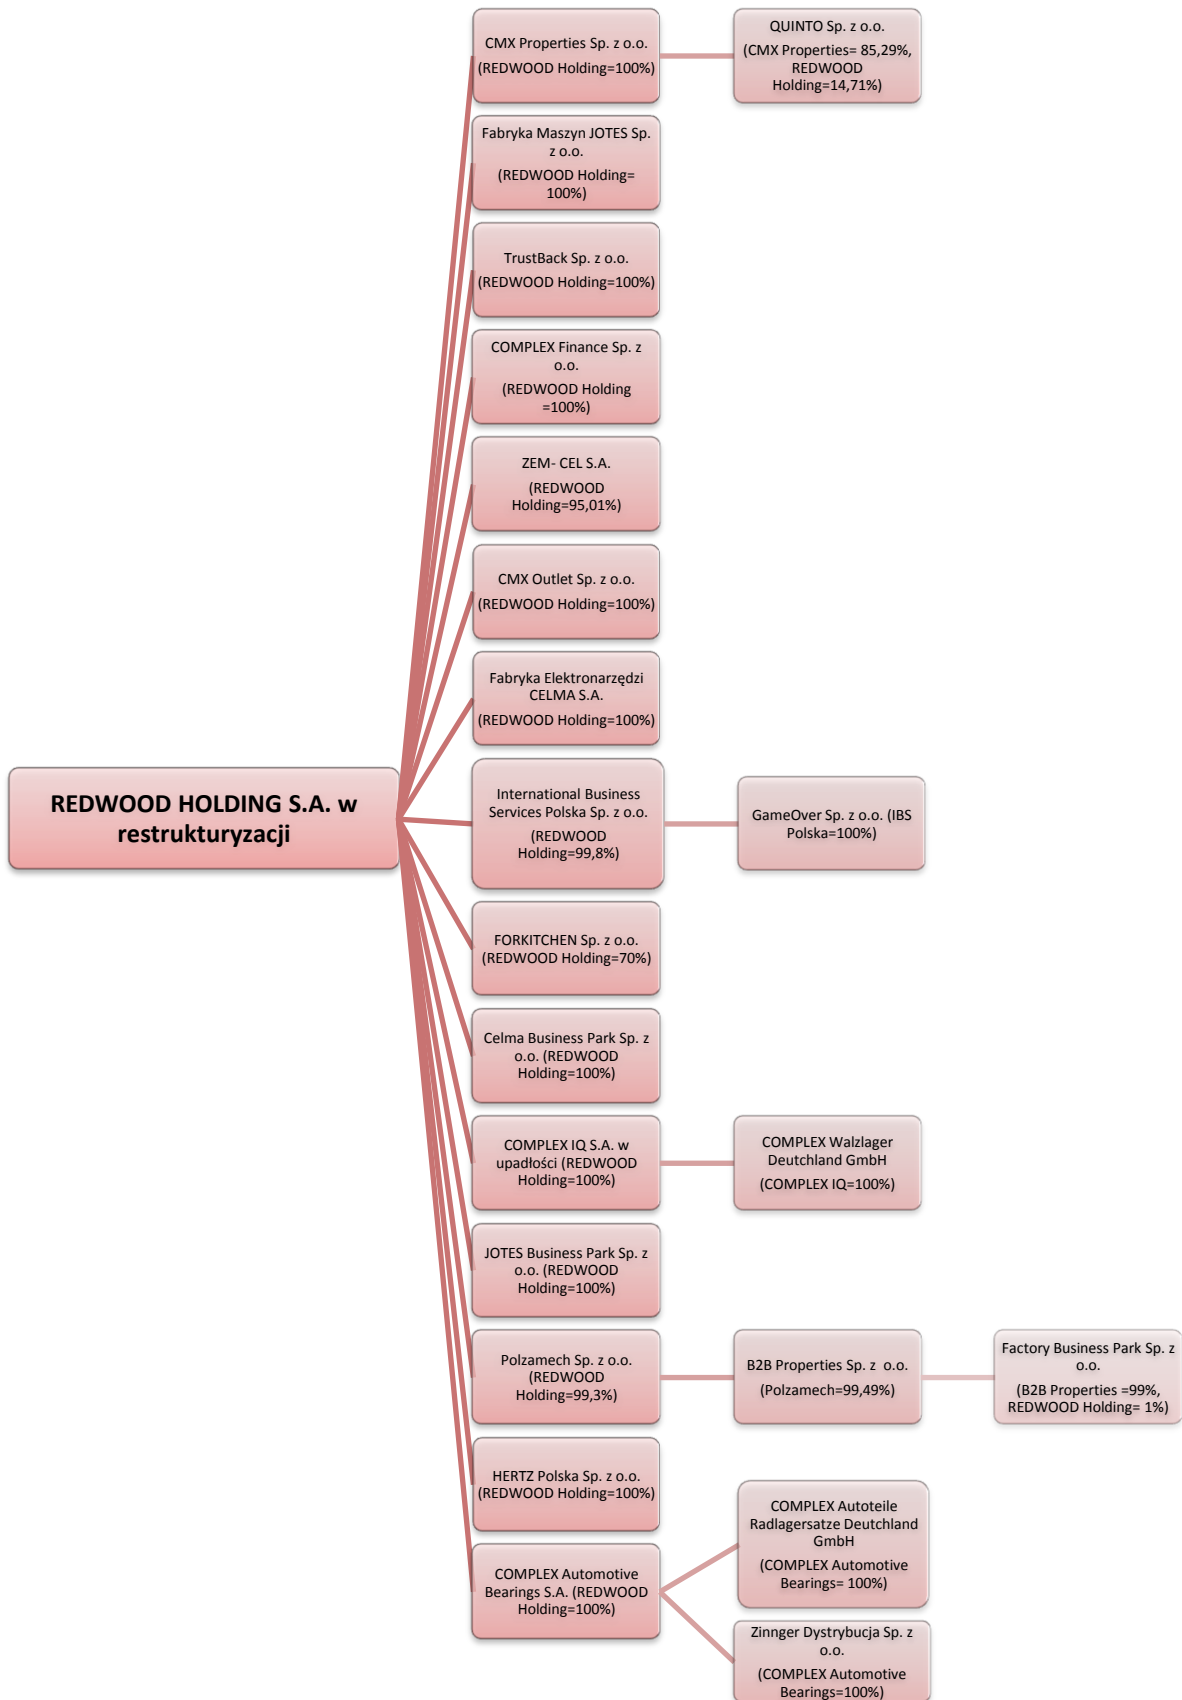 CMX Properties Sp. z o.o.
(REDWOOD Holding=100%)
QUINTO Sp. z o.o.
(CMX Properties= 85,29%,
REDWOOD
Holding=14,71%)
Fabryka Maszyn JOTES Sp.
z o.o.
(REDWOOD Holding=
100%)
TrustBack Sp. z o.o.
(REDWOOD Holding=100%)
COMPLEX Finance Sp. z
o.o.
(REDWOOD Holding
=100%)
ZEM- CEL S.A.
(REDWOOD
Holding=95,01%)
CMX Outlet Sp. z o.o.
(REDWOOD Holding=100%)
Fabryka Elektronarzędzi
CELMA S.A.
(REDWOOD Holding=100%)
REDWOOD HOLDING S.A. w
restrukturyzacji
International Business
Services Polska Sp. z o.o.
(REDWOOD
Holding=99,8%)
GameOver Sp. z o.o. (IBS
Polska=100%)
FORKITCHEN Sp. z o.o.
(REDWOOD Holding=70%)
Celma Business Park Sp. z
o.o. (REDWOOD
Holding=100%)
COMPLEX IQ S.A. w
upadłości (REDWOOD
Holding=100%)
COMPLEX Walzlager
Deutchland GmbH
(COMPLEX IQ=100%)
JOTES Business Park Sp. z
o.o. (REDWOOD
Holding=100%)
Polzamech Sp. z o.o.
(REDWOOD
Holding=99,3%)
B2B Properties Sp. z  o.o.
(Polzamech=99,49%)
Factory Business Park Sp. z
o.o.
(B2B Properties =99%,
REDWOOD Holding= 1%)
HERTZ Polska Sp. z o.o.
(REDWOOD Holding=100%)
COMPLEX Automotive
Bearings S.A. (REDWOOD
Holding=100%)
COMPLEX Autoteile
Radlagersatze Deutchland
GmbH
(COMPLEX Automotive
Bearings= 100%)
Zinnger Dystrybucja Sp. z
o.o.
(COMPLEX Automotive
Bearings=100%)